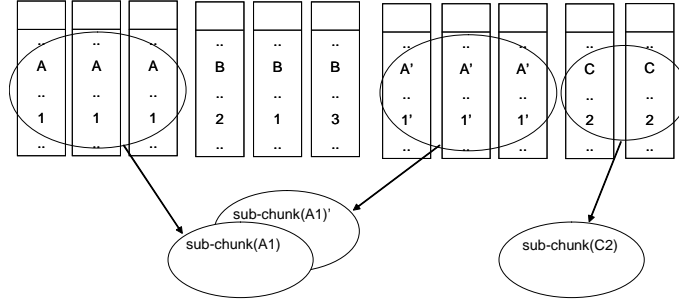 .. .. .. .. .. .. .. .. .. .. ..
A A A B B B A' A' A' C C
.. .. .. .. .. .. .. .. .. .. ..
1 1 1 2 1 3 1' 1' 1' 2 2
.. .. .. .. .. .. .. .. .. .. ..
sub-chunk(A1)'
sub-chunk(A1)
sub-chunk(C2)